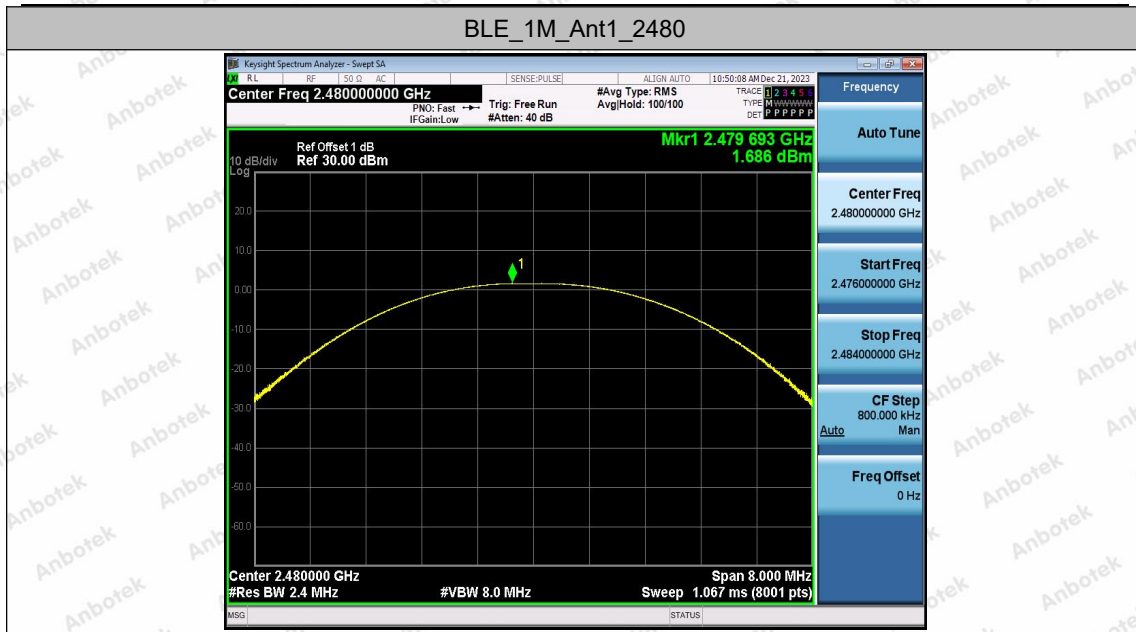 BLE_1M_Ant1_2480
Keysight Spectrum Analyzer - Swept SA
RL RF 50 Ω AC SENSE:PULSE ALIGN AUTO 10:50:08 AM Dec 21, 2023
Center Freq 2.480000000 GHz
PNO: Fast
IFGain:Low
Trig: Free Run
#Atten: 40 dB
#Avg Type: RMS
Avg|Hold: 100/100
TRACE 1 2 3 4 5 6
TYPE M WWWWW
DET P P P P P P
Ref Offset 1 dB
10 dB/div Ref 30.00 dBm
Log
Mkr1 2.479 693 GHz
1.686 dBm
1
20.0
10.0
0.00
-10.0
-20.0
-30.0
-40.0
-50.0
-60.0
Center 2.480000 GHz Span 8.000 MHz
#Res BW 2.4 MHz #VBW 8.0 MHz Sweep 1.067 ms (8001 pts)
MSG STATUS
Frequency
Auto Tune
Center Freq
2.480000000 GHz
Start Freq
2.476000000 GHz
Stop Freq
2.484000000 GHz
CF Step
800.000 kHz
Auto Man
Freq Offset
0 Hz
Anbotek